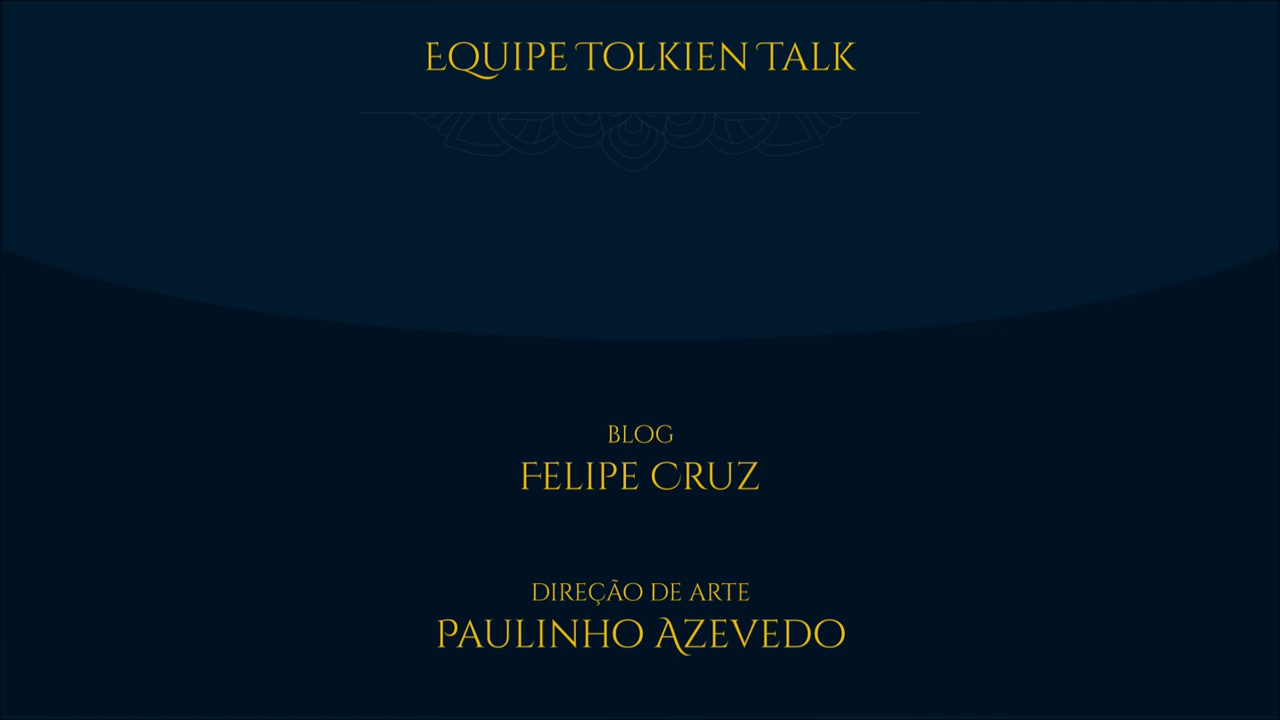 Equipe Tolkien Talk
Blog
Felipe Cruz
Direção de Arte
Paulinho Azevedo